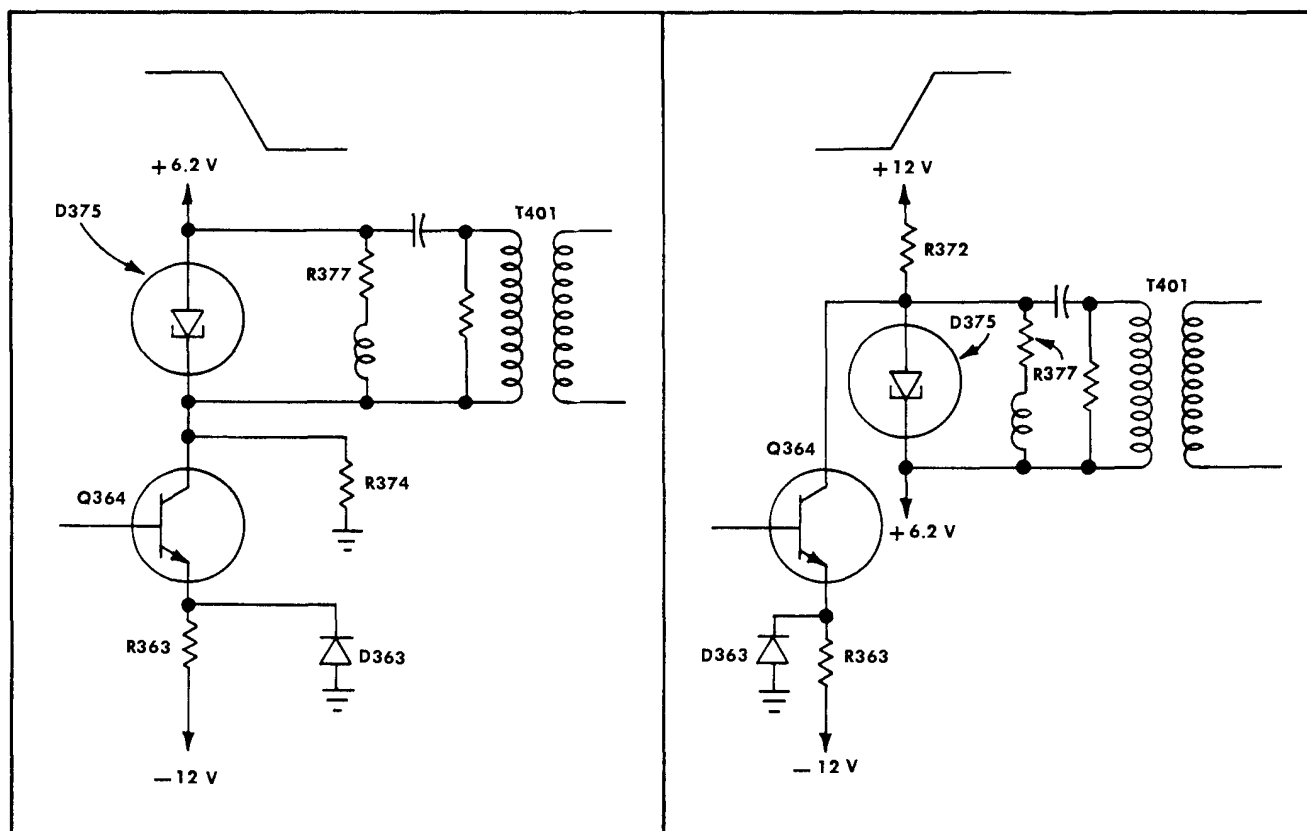 + 6.2 V
D375
T401
R377
Q364
R374
R363
D363
− 12 V
+ 12 V
R372
T401
D375
R377
Q364
+ 6.2 V
D363
R363
− 12 V